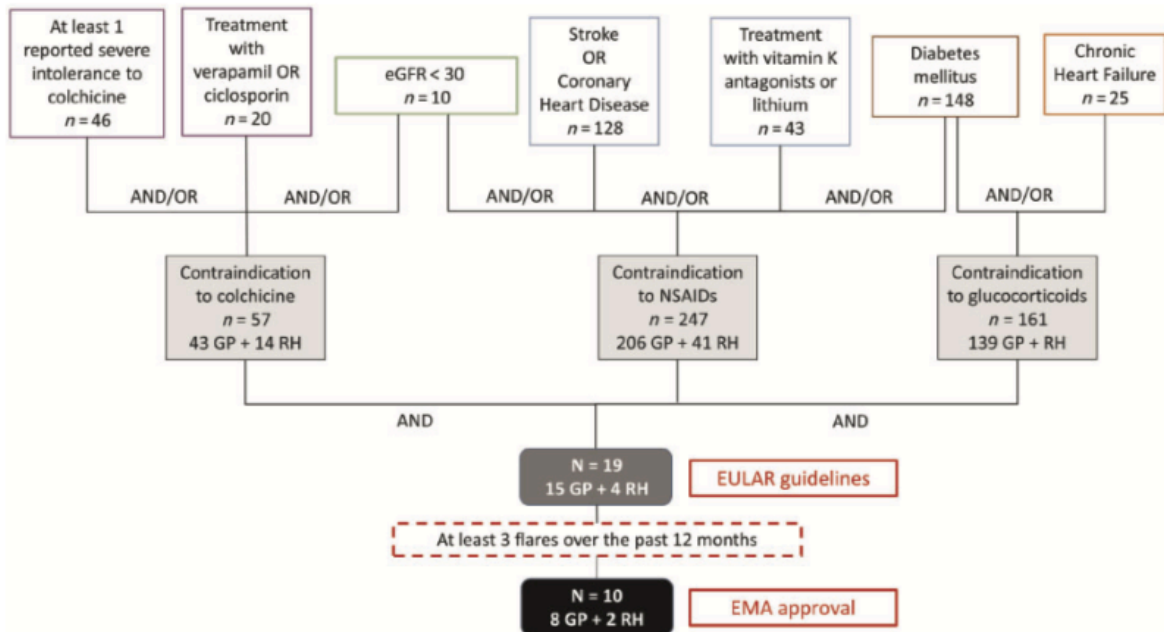 At least 1
reported severe
intolerance to
colchicine
n = 46
Treatment
with
verapamil OR
ciclosporin
n = 20
eGFR < 30
n = 10
Stroke
OR
Coronary
Heart Disease
n = 128
Treatment
with vitamin K
antagonists or
lithium
n = 43
Diabetes
mellitus
n = 148
Chronic
Heart Failure
n = 25
AND/OR
AND/OR
AND/OR
AND/OR
AND/OR
AND/OR
Contraindication
to colchicine
n = 57
43 GP + 14 RH
Contraindication
to NSAIDs
n = 247
206 GP + 41 RH
Contraindication
to glucocorticoids
n = 161
139 GP + RH
AND
AND
N = 19
15 GP + 4 RH
EULAR guidelines
At least 3 flares over the past 12 months
N = 10
8 GP + 2 RH
EMA approval